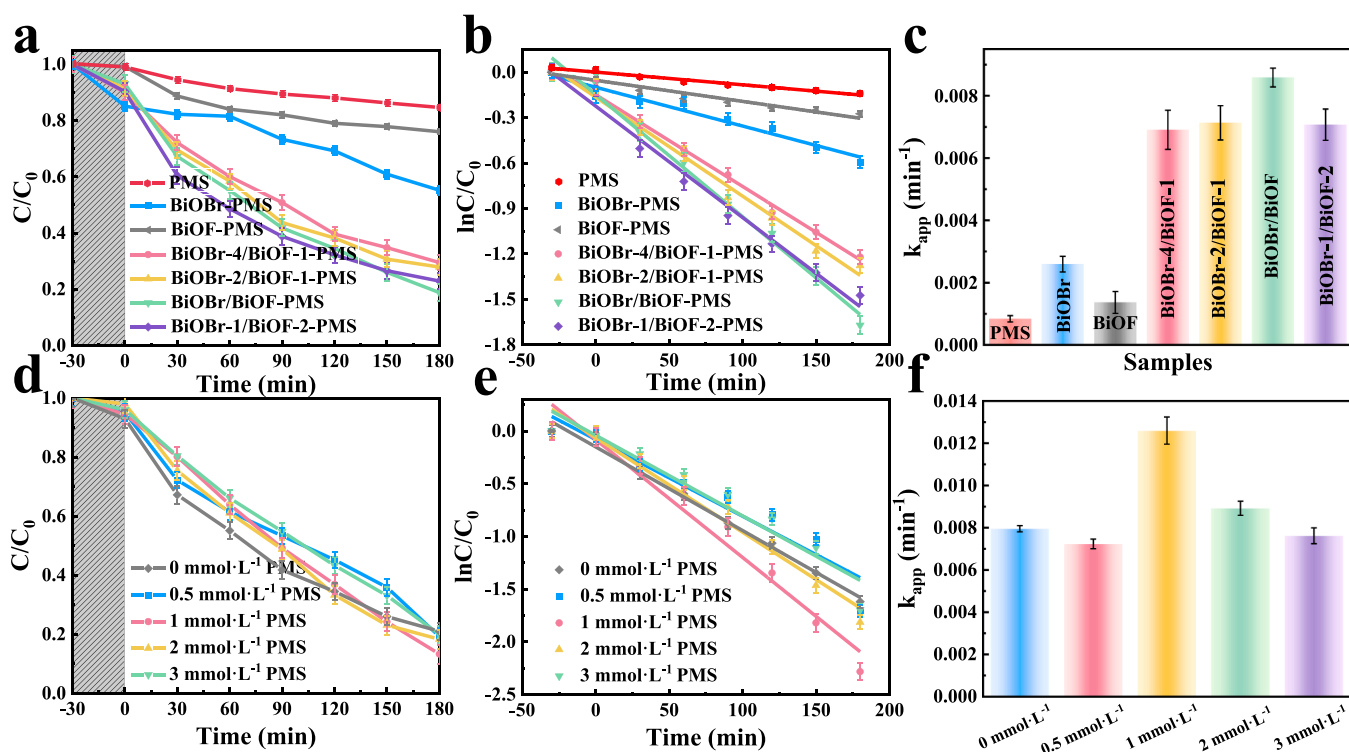 a
C/C0
1.0
0.8
0.6
0.4
0.2
0.0
PMS
BiOBr-PMS
BiOF-PMS
BiOBr-4/BiOF-1-PMS
BiOBr-2/BiOF-1-PMS
BiOBr/BiOF-PMS
BiOBr-1/BiOF-2-PMS
-30 0 30 60 90 120 150 180
Time (min)
b
lnC/C0
0.0
-0.3
-0.6
-0.9
-1.2
-1.5
-1.8
PMS
BiOBr-PMS
BiOF-PMS
BiOBr-4/BiOF-1-PMS
BiOBr-2/BiOF-1-PMS
BiOBr/BiOF-PMS
BiOBr-1/BiOF-2-PMS
-50 0 50 100 150 200
Time (min)
c
kapp (min⁻¹)
0.008
0.006
0.004
0.002
0.000
PMS
BiOBr
BiOF
BiOBr-4/BiOF-1
BiOBr-2/BiOF-1
BiOBr/BiOF
BiOBr-1/BiOF-2
Samples
d
C/C0
1.0
0.8
0.6
0.4
0.2
0.0
0 mmol·L⁻¹ PMS
0.5 mmol·L⁻¹ PMS
1 mmol·L⁻¹ PMS
2 mmol·L⁻¹ PMS
3 mmol·L⁻¹ PMS
-30 0 30 60 90 120 150 180
Time (min)
e
lnC/C0
0.0
-0.5
-1.0
-1.5
-2.0
-2.5
0 mmol·L⁻¹ PMS
0.5 mmol·L⁻¹ PMS
1 mmol·L⁻¹ PMS
2 mmol·L⁻¹ PMS
3 mmol·L⁻¹ PMS
-50 0 50 100 150 200
Time (min)
f
kapp (min⁻¹)
0.014
0.012
0.010
0.008
0.006
0.004
0.002
0.000
0 mmol·L⁻¹
0.5 mmol·L⁻¹
1 mmol·L⁻¹
2 mmol·L⁻¹
3 mmol·L⁻¹